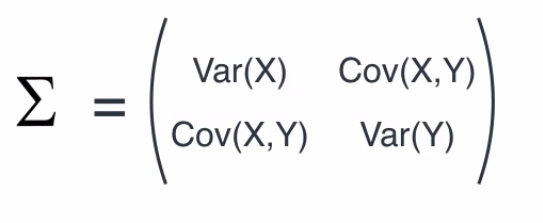 Σ = ( Var(X) Cov(X,Y)
Cov(X,Y) Var(Y) )